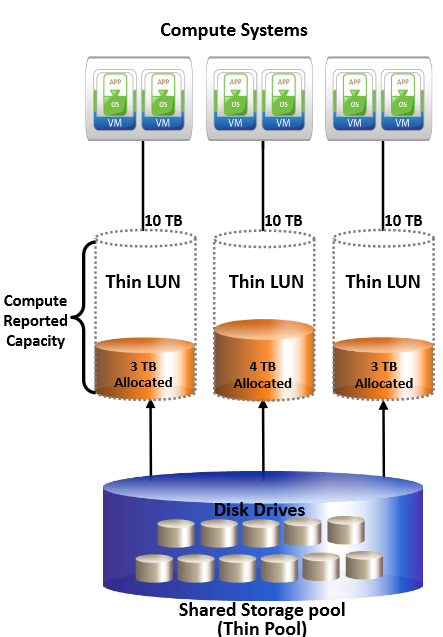 Compute Systems
APP
APP
APP
APP
APP
APP
OS
OS
OS
OS
OS
OS
VM
VM
VM
VM
VM
VM
10 TB
10 TB
10 TB
Thin LUN
Thin LUN
Thin LUN
Compute
Reported
Capacity
3 TB
Allocated
4 TB
Allocated
3 TB
Allocated
Disk Drives
Shared Storage pool
(Thin Pool)